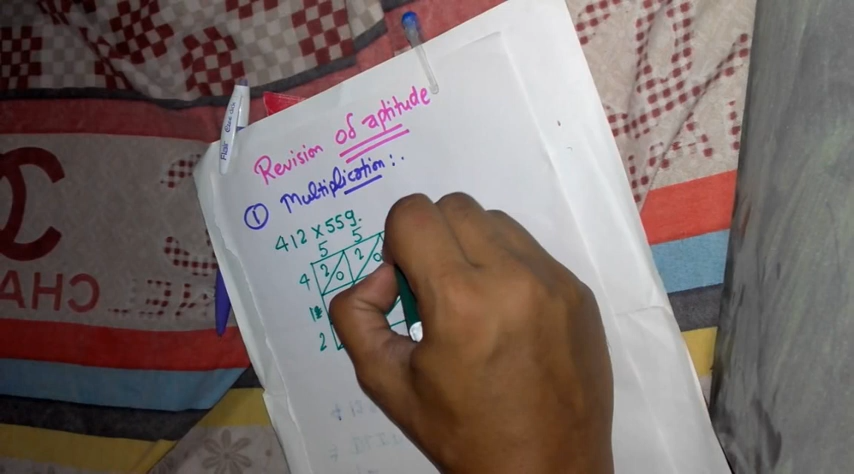 Revision of aptitude
① Multiplication :.
412 x 559.
5 5
4 2 0 2 0
1
2